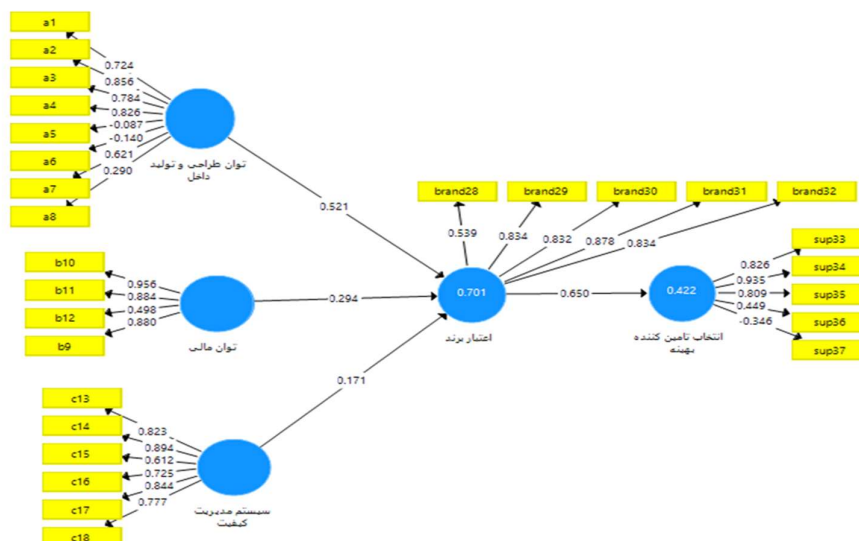 a1
a2
a3
a4
a5
a6
a7
a8
0.724
0.856
0.784
0.826
-0.087
-0.140
0.621
0.290
توان طراحی و تولید
داخل
0.521
b10
b11
b12
b9
0.956
0.884
0.498
0.880
توان مالی
0.294
c13
c14
c15
c16
c17
c18
0.823
0.894
0.612
0.725
0.844
0.777
سیستم مدیریت
کیفیت
0.171
brand28
brand29
brand30
brand31
brand32
0.539
0.834
0.832
0.878
0.834
0.701
اعتبار برند
0.650
0.422
انتخاب تامین کننده
بهینه
sup33
sup34
sup35
sup36
sup37
0.826
0.935
0.809
0.449
-0.346